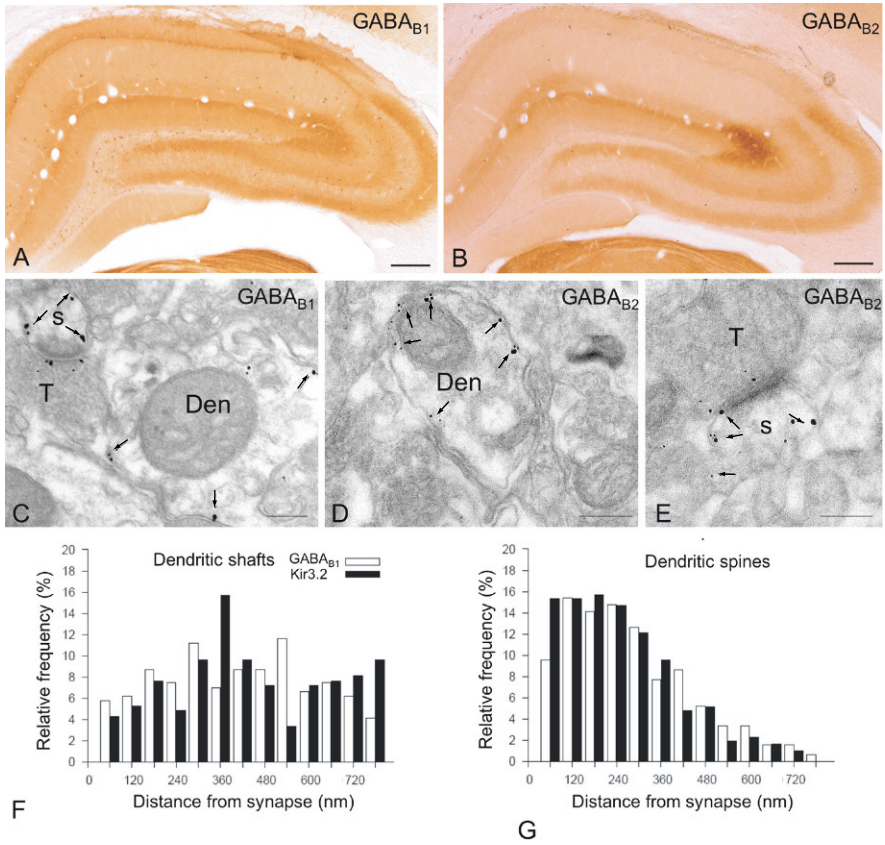 GABAB1
GABAB2
A
B
GABAB1
GABAB2
GABAB2
s
T
Den
Den
T
s
C
D
E
Dendritic shafts
GABAB1
Kir3.2
Relative frequency (%)
20
18
16
14
12
10
8
6
4
2
0
0 120 240 360 480 600 720
Distance from synapse (nm)
F
Dendritic spines
Relative frequency (%)
20
18
16
14
12
10
8
6
4
2
0
0 120 240 360 480 600 720
Distance from synapse (nm)
G